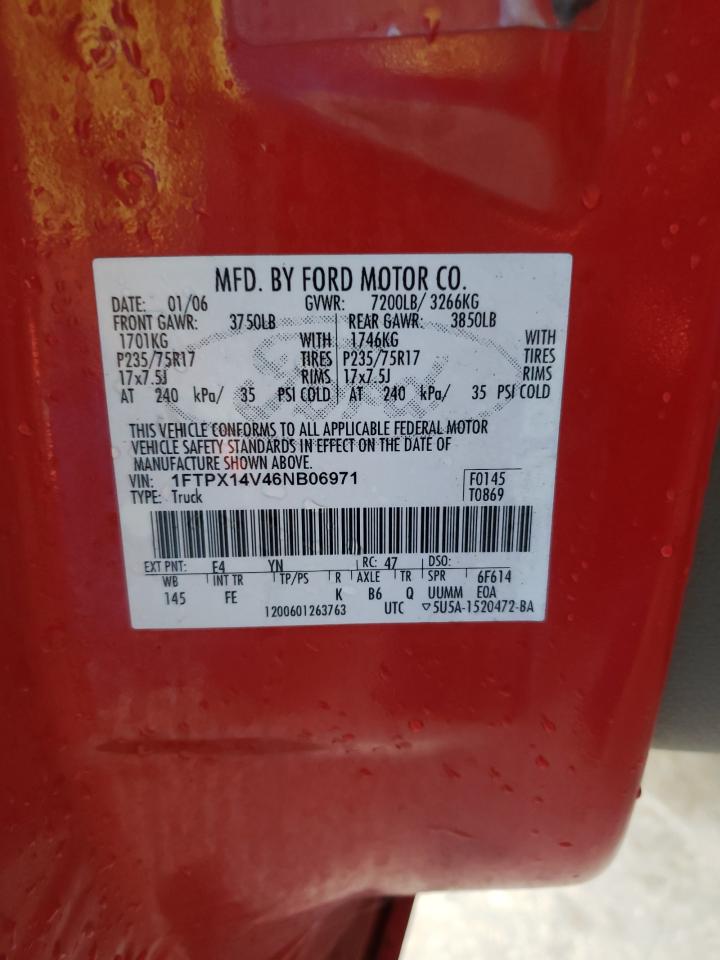 MFD. BY FORD MOTOR CO.
DATE: 01/06 GVWR: 7200LB/ 3266KG
FRONT GAWR: 3750LB REAR GAWR: 3850LB
1701KG WITH 1746KG WITH
P235/75R17 TIRES P235/75R17 TIRES
17x7.5J RIMS 17x7.5J RIMS
AT 240 kPa/ 35 PSI COLD AT 240 kPa/ 35 PSI COLD
THIS VEHICLE CONFORMS TO ALL APPLICABLE FEDERAL MOTOR
VEHICLE SAFETY STANDARDS IN EFFECT ON THE DATE OF
MANUFACTURE SHOWN ABOVE.
VIN: 1FTPX14V46NB06971 F0145
TYPE: Truck T0869
EXT PNT: E4 YN RC: 47 DSO:
WB INT TR TP/PS R AXLE TR SPR 6F614
145 FE K B6 Q UUMM E0A
1200601263763 UTC ▽5U5A-1520472-BA